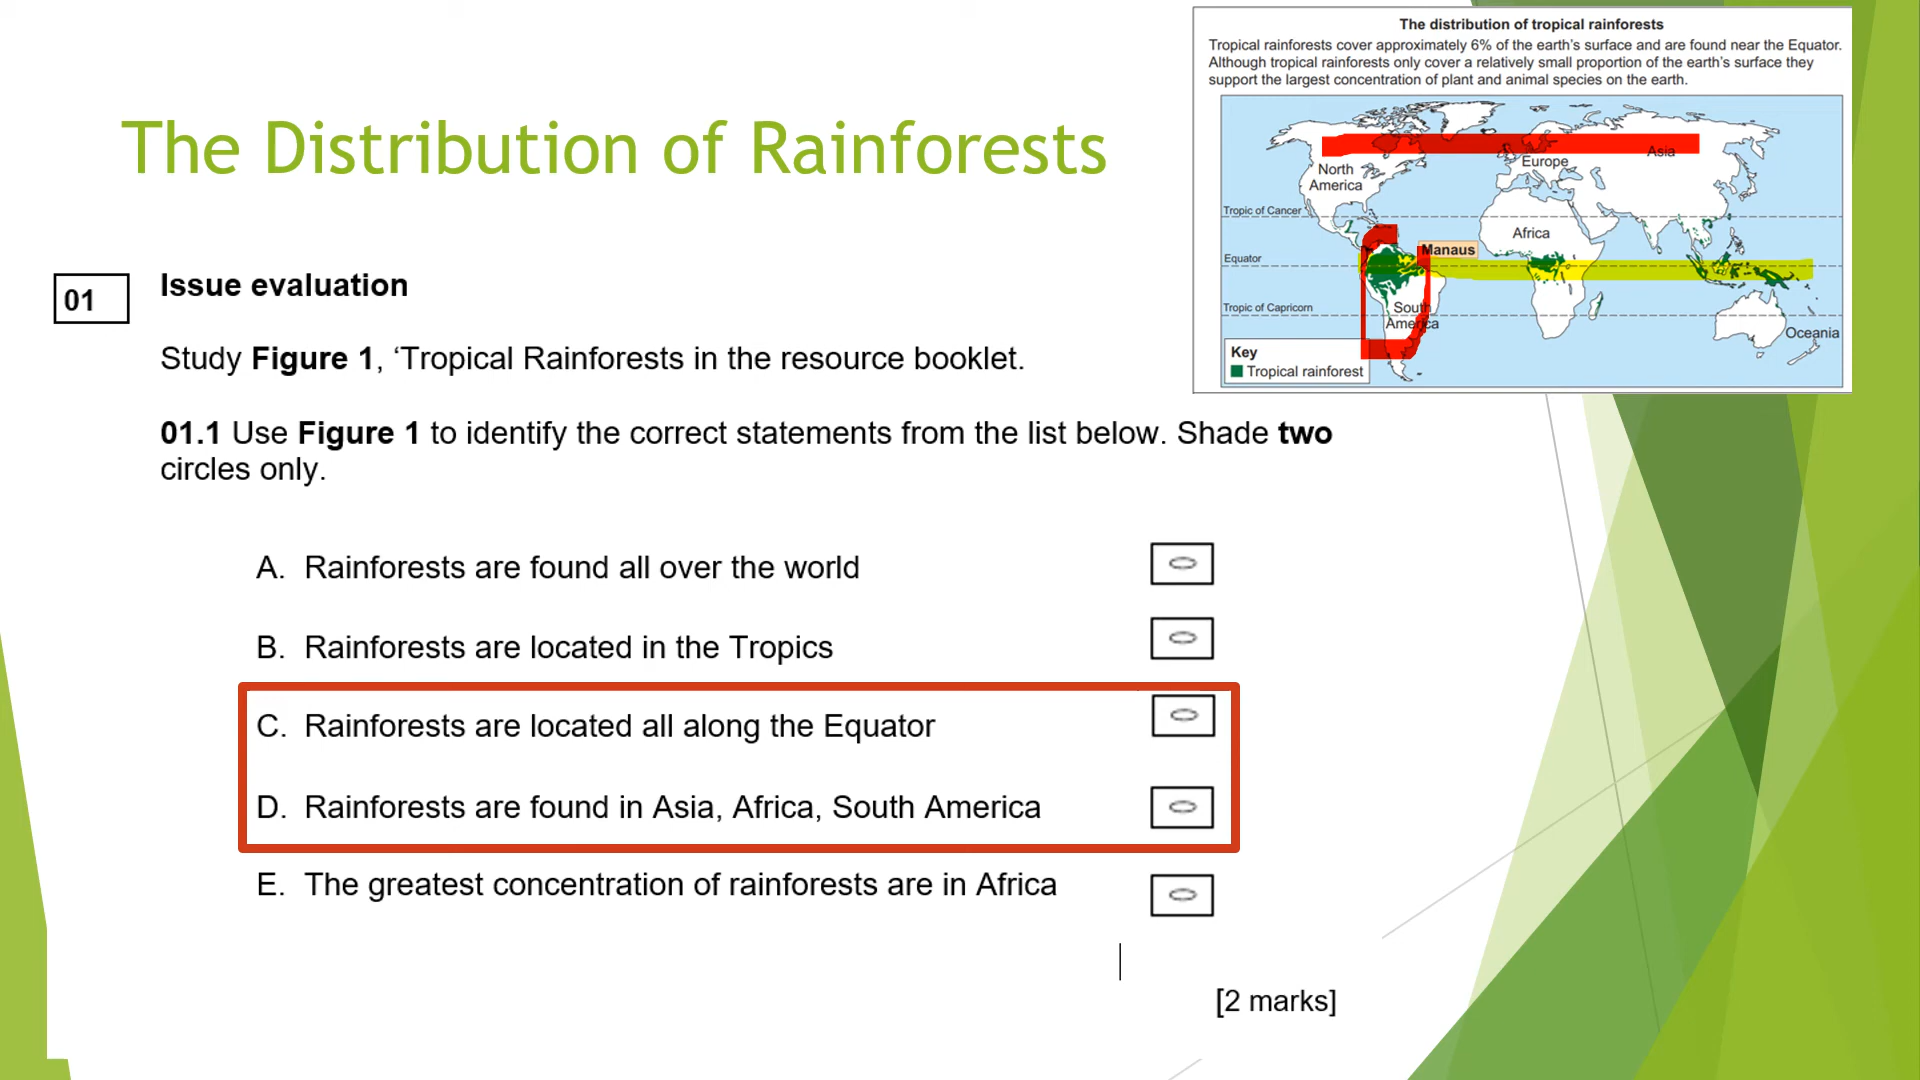 The Distribution of Rainforests
The distribution of tropical rainforests
Tropical rainforests cover approximately 6% of the earth's surface and are found near the Equator.
Although tropical rainforests only cover a relatively small proportion of the earth's surface they
support the largest concentration of plant and animal species on the earth.
North
America
Europe
Asia
Tropic of Cancer
Africa
Manaus
Equator
Tropic of Capricorn
South
America
Oceania
Key
Tropical rainforest
01
Issue evaluation
Study Figure 1, ‘Tropical Rainforests in the resource booklet.
01.1 Use Figure 1 to identify the correct statements from the list below. Shade two
circles only.
A. Rainforests are found all over the world
B. Rainforests are located in the Tropics
C. Rainforests are located all along the Equator
D. Rainforests are found in Asia, Africa, South America
E. The greatest concentration of rainforests are in Africa
[2 marks]